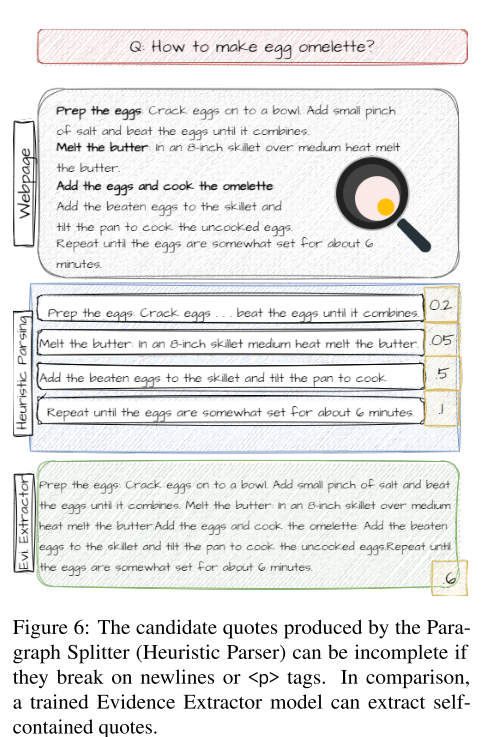 Q: How to make egg omelette?
Webpage
Prep the eggs: Crack eggs on to a bowl. Add small pinch
of salt and beat the eggs until it combines.
Melt the butter: In an 8-inch skillet over medium heat melt
the butter.
Add the eggs and cook the omelette
Add the beaten eggs to the skillet and
tilt the pan to cook the uncooked eggs.
Repeat until the eggs are somewhat set for about 6
minutes.
Heuristic Parsing
Prep the eggs: Crack eggs . . . beat the eggs until it combines.
0.2
Melt the butter: In an 8-inch skillet medium heat melt the butter.
.05
Add the beaten eggs to the skillet and tilt the pan to cook
.5
Repeat until the eggs are somewhat set for about 6 minutes.
.1
Evi. Extractor
Prep the eggs: Crack eggs on to a bowl. Add small pinch of salt and beat
the eggs until it combines. Melt the butter: In an 8-inch skillet over medium
heat melt the butter.Add the eggs and cook the omelette: Add the beaten
eggs to the skillet and tilt the pan to cook the uncooked eggs.Repeat until
the eggs are somewhat set for about 6 minutes.
.6
Figure 6: The candidate quotes produced by the Para-
graph Splitter (Heuristic Parser) can be incomplete if
they break on newlines or <p> tags. In comparison,
a trained Evidence Extractor model can extract self-
contained quotes.